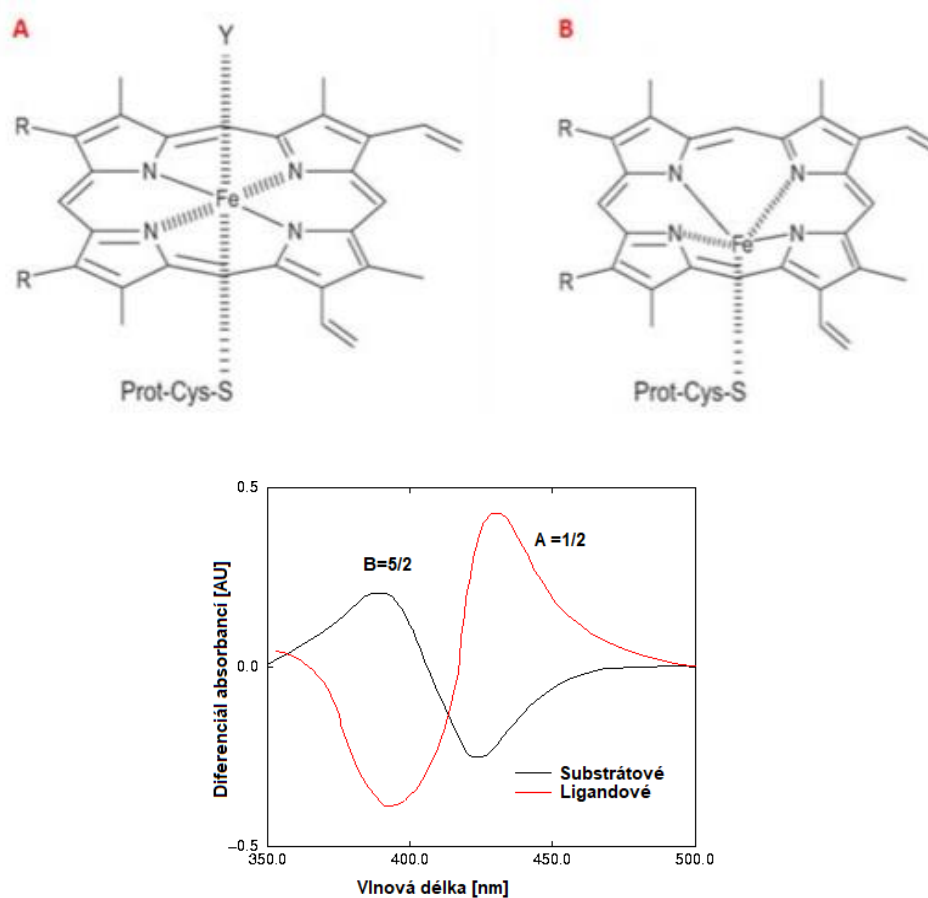 A
B
Y
R
N
N
Fe
N
N
R
Prot-Cys-S
R
N
N
N
Fe
N
R
Prot-Cys-S
0.5
B=5/2
A =1/2
Diferenciál absorbancí [AU]
0.0
Substrátové
Ligandové
−0.5
350.0
400.0
450.0
500.0
Vlnová délka [nm]